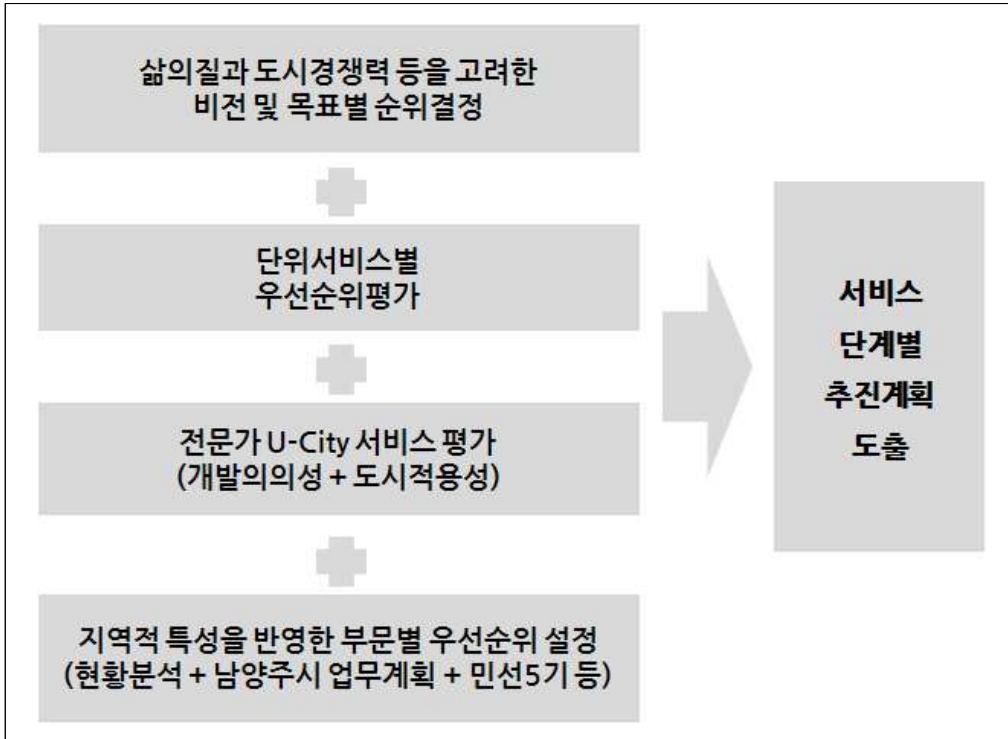 삶의질과 도시경쟁력 등을 고려한
비전 및 목표별 순위결정
단위서비스별
우선순위평가
전문가 U-City 서비스 평가
(개발의의성 + 도시적용성)
지역적 특성을 반영한 부문별 우선순위 설정
(현황분석 + 남양주시 업무계획 + 민선5기 등)
서비스
단계별
추진계획
도출